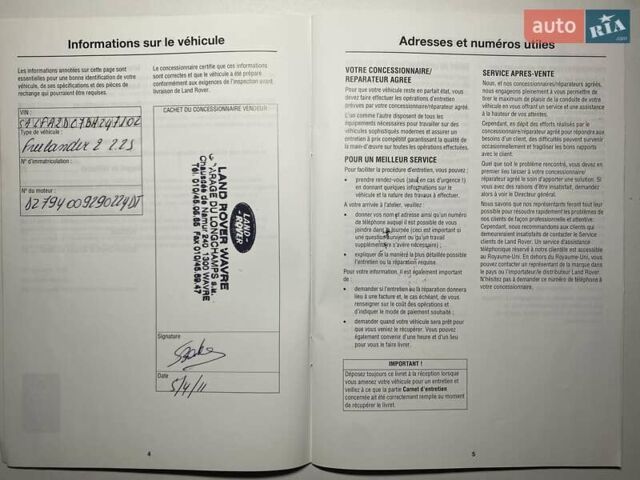 Informations sur le véhicule
Les informations annotées sur cette page sont
essentielles pour une bonne identification de votre
véhicule, de ses spécifications et des pièces de
rechange qui pourraient être requises.
VIN :
Type de véhicule :
Freelander 2 2.2S
N° d'immatriculation :
N° du moteur :
Le concessionnaire certifie que ces informations
sont correctes et que le véhicule a été préparé
conformément aux exigences de l'inspection avant
livraison de Land Rover.
CACHET DU CONCESSIONNAIRE VENDEUR
LAND ROVER WAVRE
GARAGE DU LONGCHAMPS s.a.
Chaussée de Namur 240 1300 WAVRE
LAND
ROVER
Signature
Date
5/4/11
4
Adresses et numéros utiles
VOTRE CONCESSIONNAIRE/
REPARATEUR AGREE
Pour que votre véhicule reste en parfait état, vous
devez faire effectuer les opérations d'entretien
prévues par votre concessionnaire/réparateur agréé.
L'un comme l'autre disposent de tous les
équipements nécessaires pour travailler sur des
véhicules sophistiqués modernes et assurer un
entretien à prix compétitif garantissant la qualité de
la main-d'œuvre sur toutes les opérations effectuées.
POUR UN MEILLEUR SERVICE
Pour faciliter la procédure d'entretien, vous pouvez :
• prendre rendez-vous (sauf en cas d'urgence !)
en donnant quelques informations sur le
véhicule et la nature des travaux à effectuer.
A votre arrivée à l'atelier, veuillez :
• donner vos nom et adresse ainsi qu'un numéro
de téléphone auquel il est possible de vous
joindre dans la journée (ceci est important si
une question survient ou qu'un travail
supplémentaire s'avère nécessaire) ;
• expliquer de la manière la plus détaillée possible
l'entretien ou la réparation requise.
Pour votre information, il est également important
de :
• demander si l'entretien ou la réparation donnera
lieu à une facture et, le cas échéant, de vous
renseigner sur le coût des opérations et
d'indiquer le mode de paiement souhaité ;
• demander quand votre véhicule sera prêt pour
que vous veniez le récupérer. Vous pouvez
également convenir d'une heure et d'un lieu
pour vous le livrer.
IMPORTANT !
Déposez toujours ce livret à la réception lorsque
vous amenez votre véhicule pour un entretien et
veillez à ce que la partie Carnet d'entretien
concernée ait été correctement remplie au moment
de récupérer le livret.
SERVICE APRES-VENTE
Nous, et nos concessionnaires/réparateurs agréés,
nous engageons pleinement à vous permettre de
tirer le maximum de plaisir de la conduite de votre
véhicule en vous offrant un service et une assistance
à la hauteur de vos attentes.
Cependant, en dépit des efforts réalisés par le
concessionnaire/réparateur agréé pour répondre aux
besoins d'un client, des difficultés peuvent survenir
occasionnellement et fragiliser les bons rapports
avec le client.
Quel que soit le problème rencontré, vous devez en
premier lieu laisser à votre concessionnaire/
réparateur agréé le soin d'apporter une solution. Si
vous avez des raisons d'être insatisfait, demandez
alors à voir le Directeur général.
Nous savons que nos représentants feront tout leur
possible pour résoudre rapidement les problèmes de
nos clients de façon professionnelle et attentive.
Cependant, nous recommandons aux clients qui
demeureraient insatisfaits de contacter le Service-
clients de Land Rover. Un service d'assistance
téléphonique réservé à notre clientèle est accessible
au Royaume-Uni. En dehors du Royaume-Uni, vous
pouvez contacter un représentant de la marque dans
le pays ou l'importateur/le distributeur Land Rover.
N'hésitez pas à demander ce numéro de téléphone à
votre concessionnaire.
5
auto RIA .com